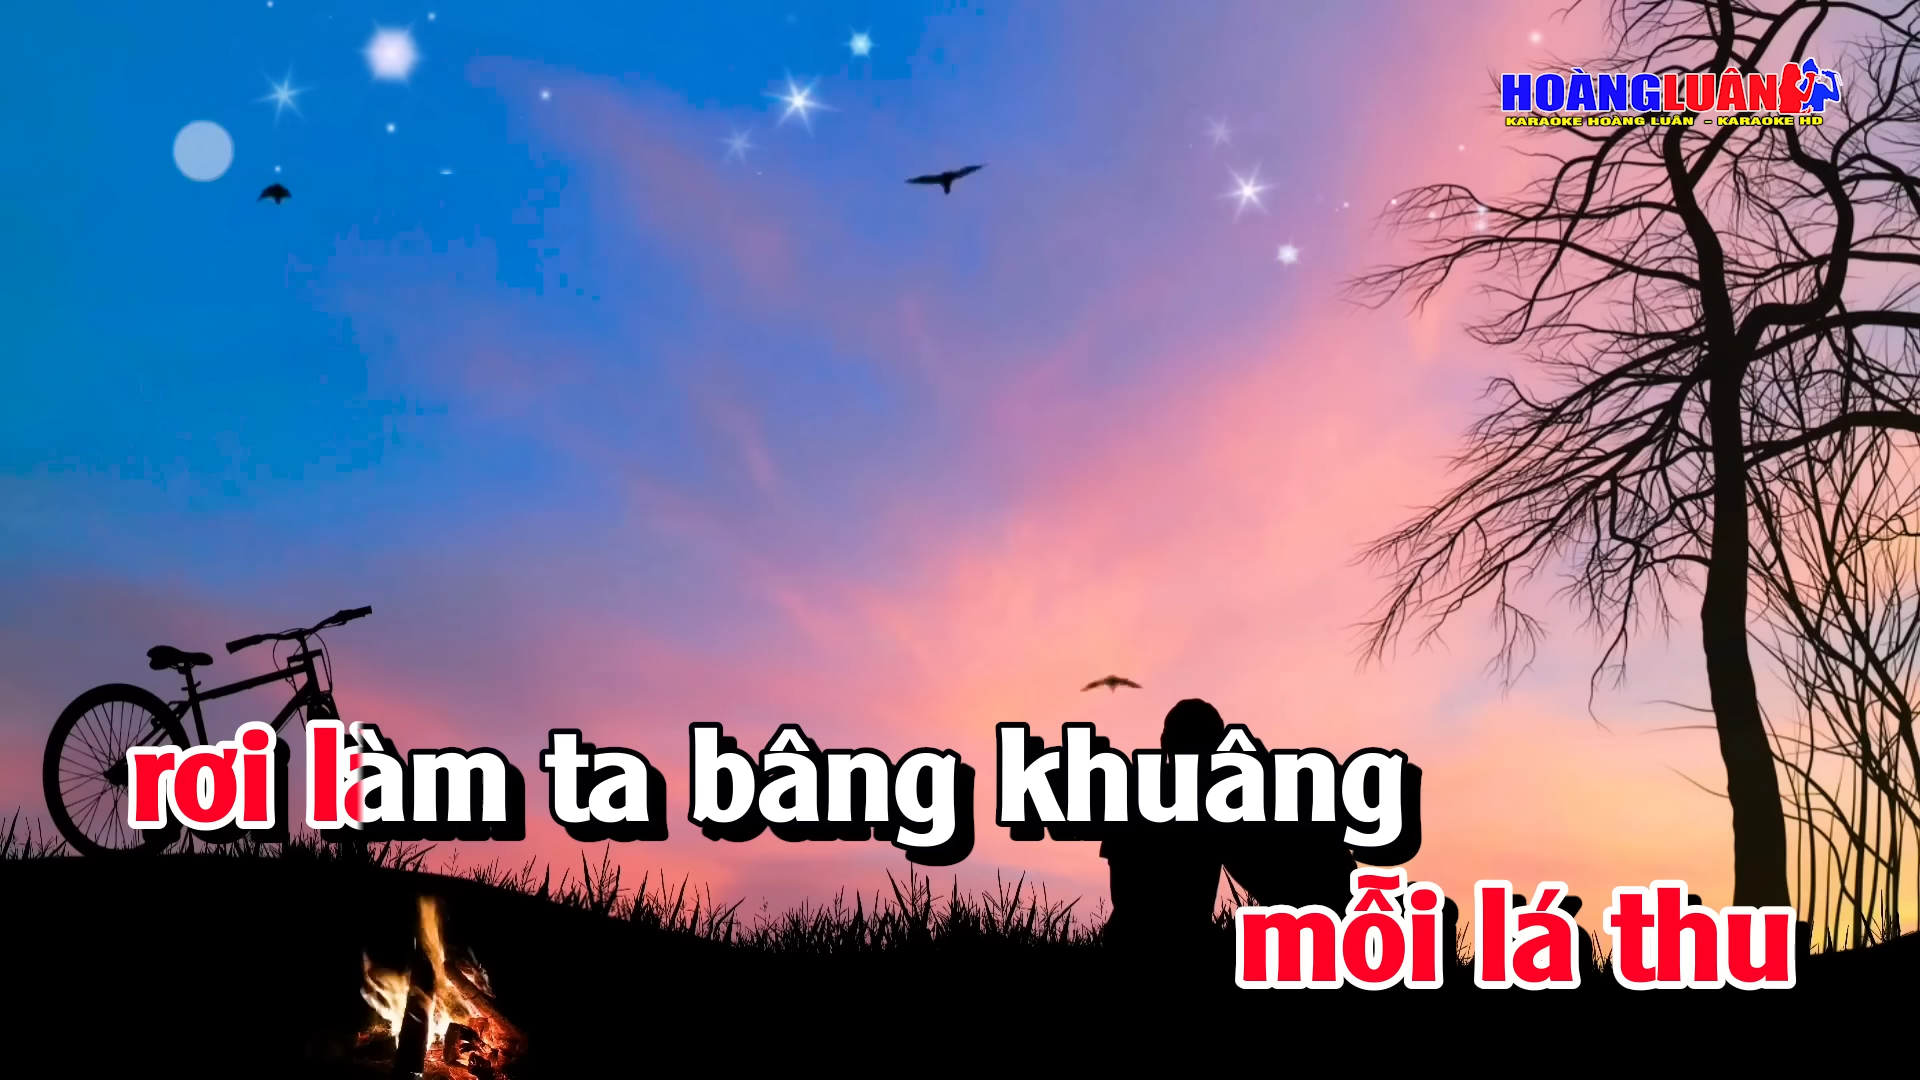 HOÀNGLUÂN
KARAOKE HOÀNG LUÂN - KARAOKE HD
rơi làm ta bâng khuâng
mỗi lá thu